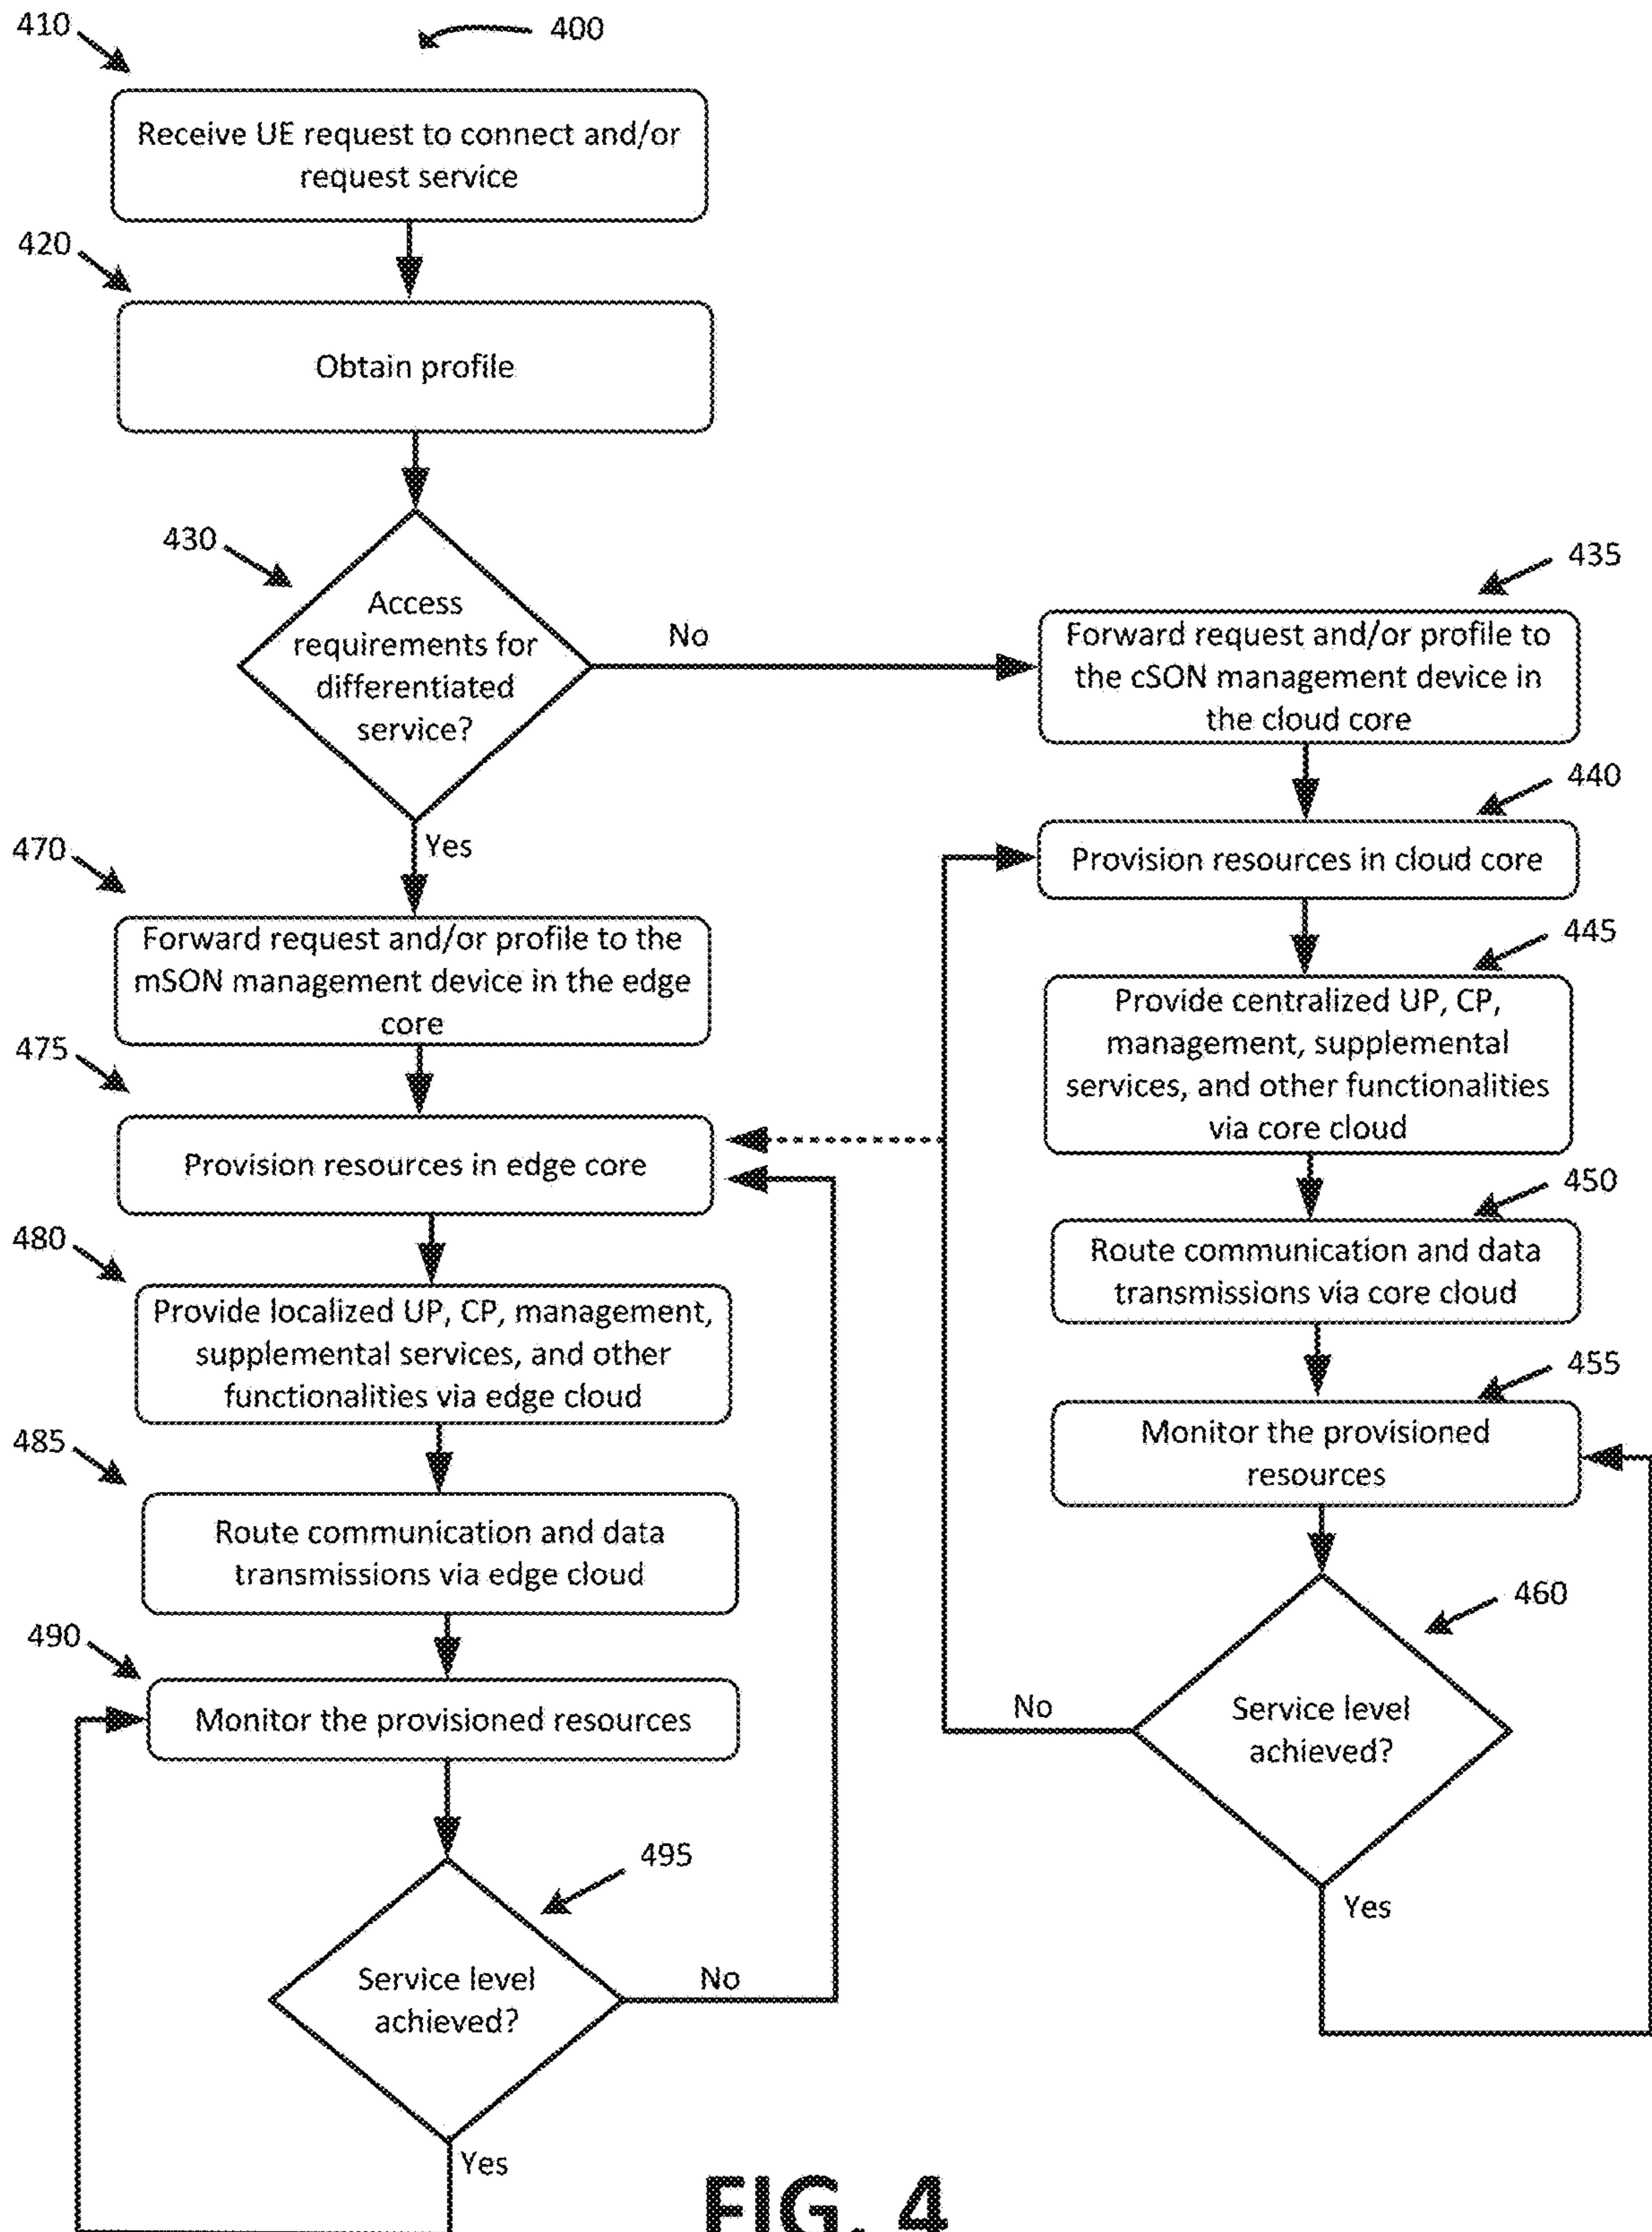 410
400
Receive UE request to connect and/or
request service
420
Obtain profile
430
Access
requirements for
differentiated
service?
No
Yes
435
Forward request and/or profile to
the cSON management device in
the cloud core
440
Provision resources in cloud core
445
Provide centralized UP, CP,
management, supplemental
services, and other functionalities
via core cloud
450
Route communication and data
transmissions via core cloud
455
Monitor the provisioned
resources
460
Service level
achieved?
No
Yes
470
Forward request and/or profile to the
mSON management device in the edge
core
475
Provision resources in edge core
480
Provide localized UP, CP, management,
supplemental services, and other
functionalities via edge cloud
485
Route communication and data
transmissions via edge cloud
490
Monitor the provisioned resources
495
Service level
achieved?
No
Yes
FIG. 4